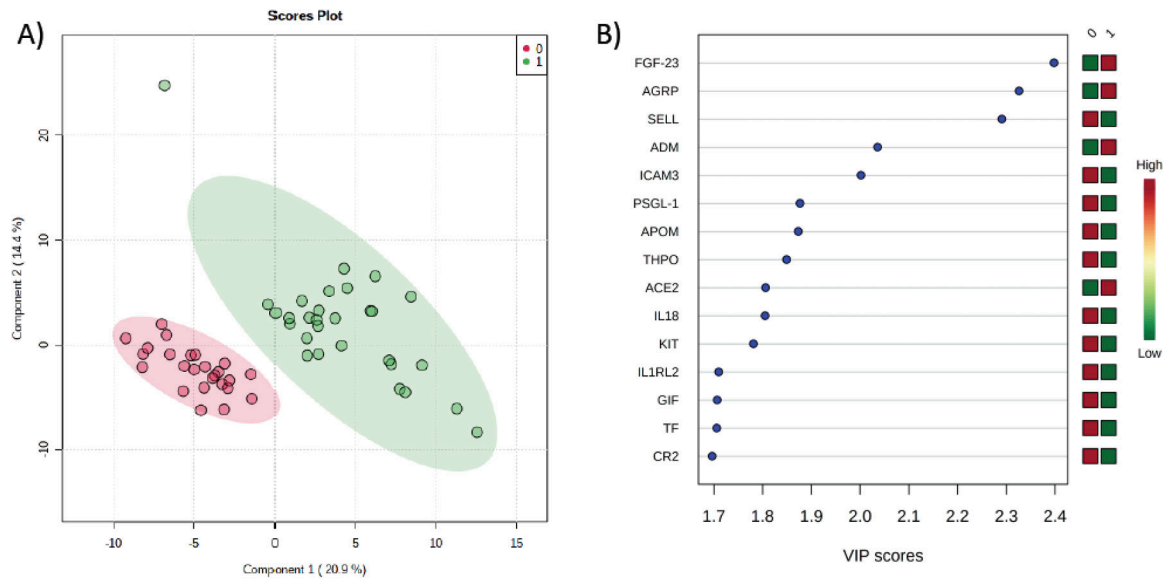 A)
Scores Plot
0
1
20
10
0
-10
Component 2 ( 14.4 %)
-10
-5
0
5
10
15
Component 1 ( 20.9 %)
B)
0
1
FGF-23
AGRP
SELL
ADM
ICAM3
PSGL-1
APOM
THPO
ACE2
IL18
KIT
IL1RL2
GIF
TF
CR2
1.7
1.8
1.9
2.0
2.1
2.2
2.3
2.4
VIP scores
High
Low